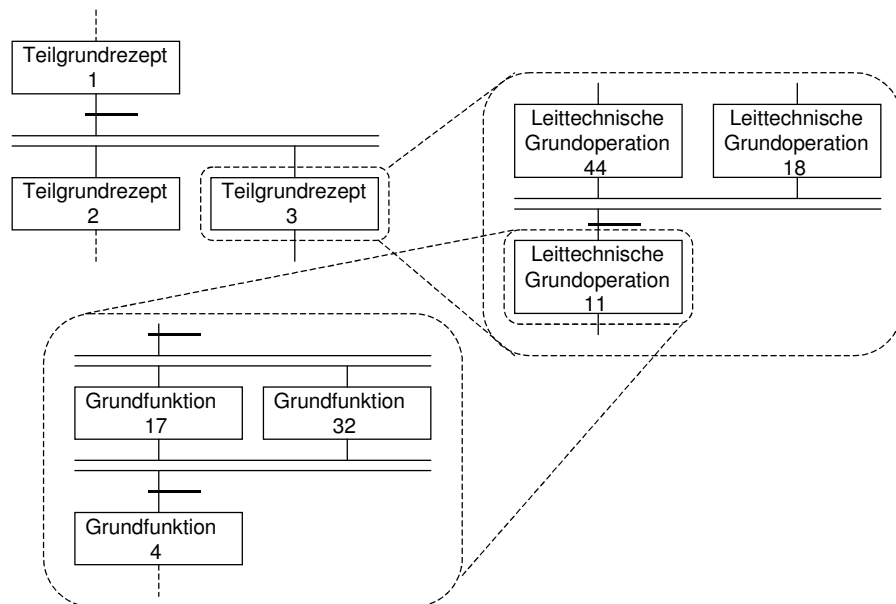 Teilgrundrezept
1
Teilgrundrezept
2
Teilgrundrezept
3
Leittechnische
Grundoperation
44
Leittechnische
Grundoperation
18
Leittechnische
Grundoperation
11
Grundfunktion
17
Grundfunktion
32
Grundfunktion
4